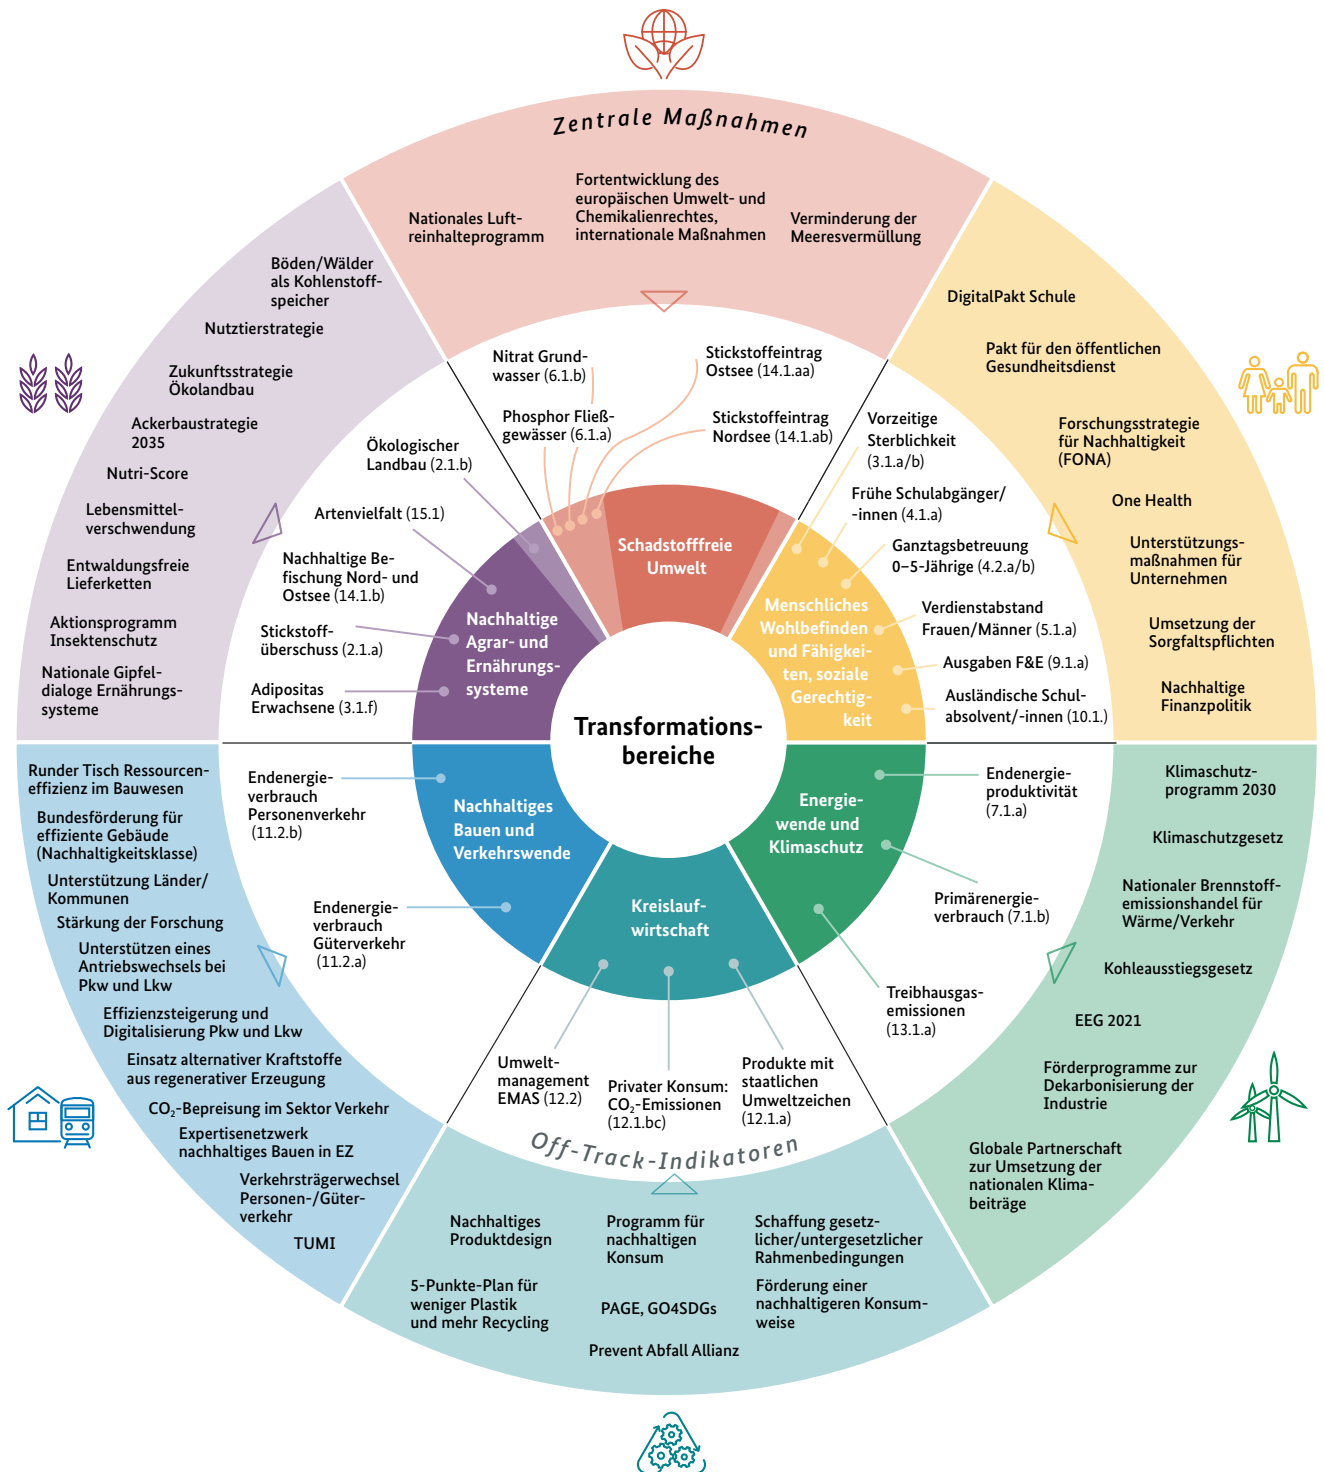 Zentrale Maßnahmen
Nationales Luft-
reinhalteprogramm
Fortentwicklung des
europäischen Umwelt- und
Chemikalienrechtes,
internationale Maßnahmen
Verminderung der
Meeresvermüllung
DigitalPakt Schule
Pakt für den öffentlichen
Gesundheitsdienst
Forschungsstrategie
für Nachhaltigkeit
(FONA)
One Health
Unterstützungs-
maßnahmen für
Unternehmen
Umsetzung der
Sorgfaltspflichten
Nachhaltige
Finanzpolitik
Klimaschutz-
programm 2030
Klimaschutzgesetz
Nationaler Brennstoff-
emissionshandel für
Wärme/Verkehr
Kohleausstiegsgesetz
EEG 2021
Förderprogramme zur
Dekarbonisierung der
Industrie
Globale Partnerschaft
zur Umsetzung der
nationalen Klima-
beiträge
Schaffung gesetz-
licher/untergesetzlicher
Rahmenbedingungen
Förderung einer
nachhaltigeren Konsum-
weise
Programm für
nachhaltigen
Konsum
PAGE, GO4SDGs
Prevent Abfall Allianz
Nachhaltiges
Produktdesign
5-Punkte-Plan für
weniger Plastik
und mehr Recycling
Runder Tisch Ressourcen-
effizienz im Bauwesen
Bundesförderung für
effiziente Gebäude
(Nachhaltigkeitsklasse)
Unterstützung Länder/
Kommunen
Stärkung der Forschung
Unterstützen eines
Antriebswechsels bei
Pkw und Lkw
Effizienzsteigerung und
Digitalisierung Pkw und Lkw
Einsatz alternativer Kraftstoffe
aus regenerativer Erzeugung
CO₂-Bepreisung im Sektor Verkehr
Expertisenetzwerk
nachhaltiges Bauen in EZ
Verkehrsträgerwechsel
Personen-/Güter-
verkehr
TUMI
Böden/Wälder
als Kohlenstoff-
speicher
Nutztierstrategie
Zukunftsstrategie
Ökolandbau
Ackerbaustrategie
2035
Nutri-Score
Lebensmittel-
verschwendung
Entwaldungsfreie
Lieferketten
Aktionsprogramm
Insektenschutz
Nationale Gipfel-
dialoge Ernährungs-
systeme
Nitrat Grund-
wasser (6.1.b)
Phosphor Fließ-
gewässer (6.1.a)
Stickstoffeintrag
Ostsee (14.1.aa)
Stickstoffeintrag
Nordsee (14.1.ab)
Vorzeitige
Sterblichkeit
(3.1.a/b)
Frühe Schulabgänger/
-innen (4.1.a)
Ganztagsbetreuung
0–5-Jährige (4.2.a/b)
Verdienstabstand
Frauen/Männer (5.1.a)
Ausgaben F&E (9.1.a)
Ausländische Schul-
absolvent/-innen (10.1.)
Endenergie-
produktivität
(7.1.a)
Primärenergie-
verbrauch (7.1.b)
Treibhausgas-
emissionen
(13.1.a)
Produkte mit
staatlichen
Umweltzeichen
(12.1.a)
Privater Konsum:
CO₂-Emissionen
(12.1.bc)
Umwelt-
management
EMAS (12.2)
Off-Track-Indikatoren
Endenergie-
verbrauch
Güterverkehr
(11.2.a)
Endenergie-
verbrauch
Personenverkehr
(11.2.b)
Adipositas
Erwachsene (3.1.f)
Stickstoff-
überschuss (2.1.a)
Nachhaltige Be-
fischung Nord- und
Ostsee (14.1.b)
Artenvielfalt (15.1)
Ökologischer
Landbau (2.1.b)
Schadstofffreie
Umwelt
Menschliches
Wohlbefinden
und Fähigkei-
ten, soziale
Gerechtig-
keit
Energie-
wende und
Klimaschutz
Kreislauf-
wirtschaft
Nachhaltiges
Bauen und
Verkehrswende
Nachhaltige
Agrar- und
Ernährungs-
systeme
Transformations-
bereiche